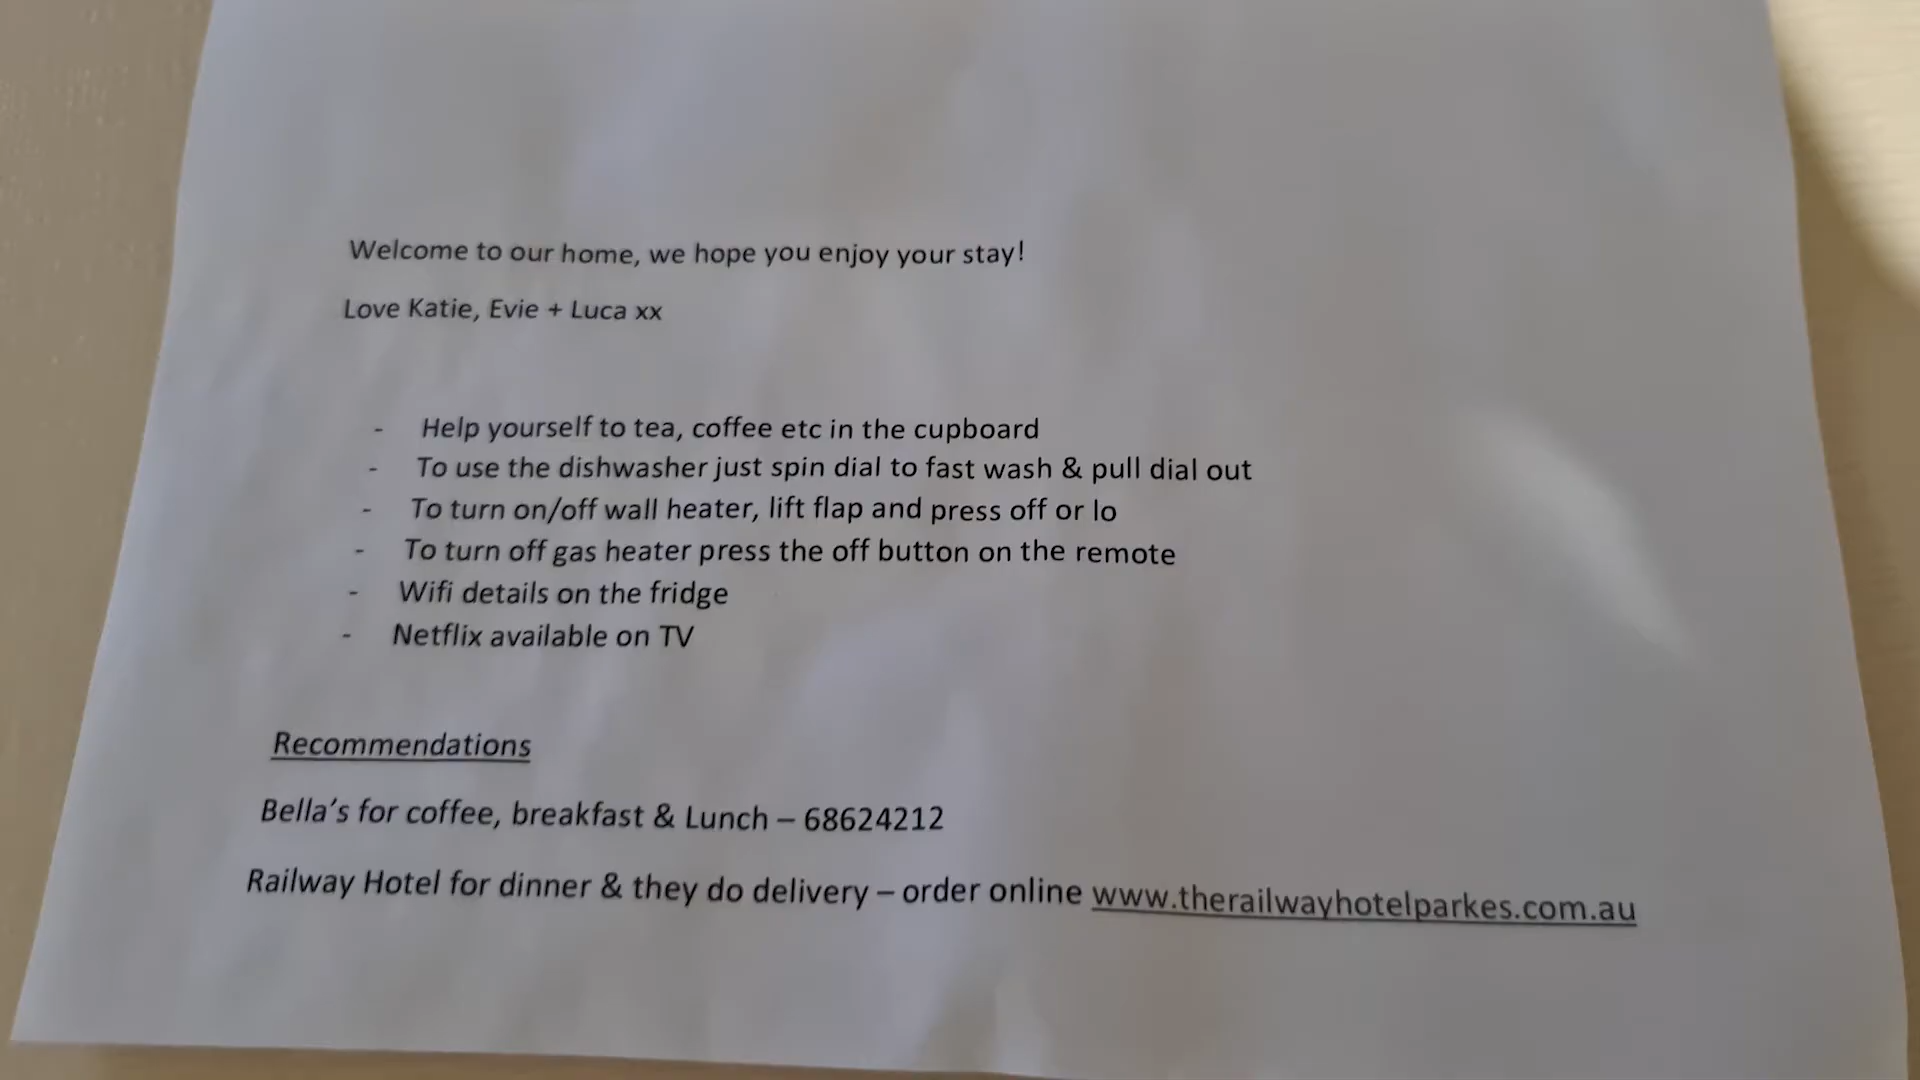 Welcome to our home, we hope you enjoy your stay!
Love Katie, Evie + Luca xx
- Help yourself to tea, coffee etc in the cupboard
- To use the dishwasher just spin dial to fast wash & pull dial out
- To turn on/off wall heater, lift flap and press off or lo
- To turn off gas heater press the off button on the remote
- Wifi details on the fridge
- Netflix available on TV
Recommendations
Bella's for coffee, breakfast & Lunch – 68624212
Railway Hotel for dinner & they do delivery – order online www.therailwayhotelparkes.com.au